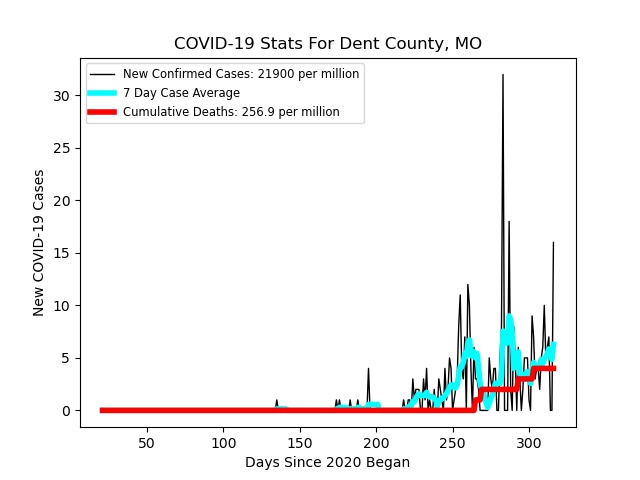 COVID-19 Stats For Dent County, MO
New Confirmed Cases: 21900 per million
7 Day Case Average
Cumulative Deaths: 256.9 per million
New COVID-19 Cases
30
25
20
15
10
5
0
50 100 150 200 250 300
Days Since 2020 Began